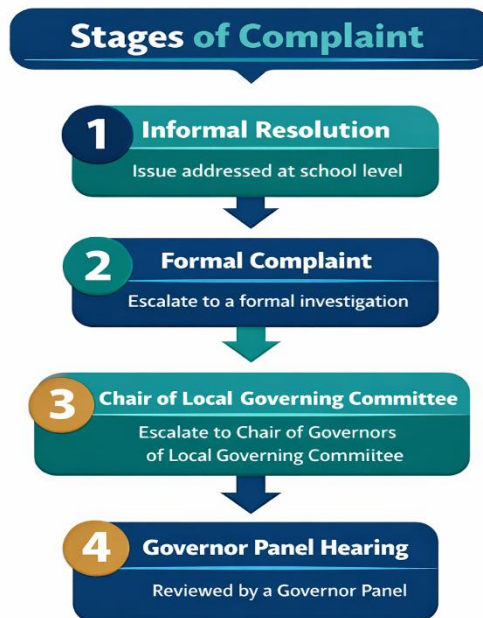 Stages of Complaint
1
Informal Resolution
Issue addressed at school level
2
Formal Complaint
Escalate to a formal investigation
3
Chair of Local Governing Committee
Escalate to Chair of Governors
of Local Governing Commiitee
4
Governor Panel Hearing
Reviewed by a Governor Panel